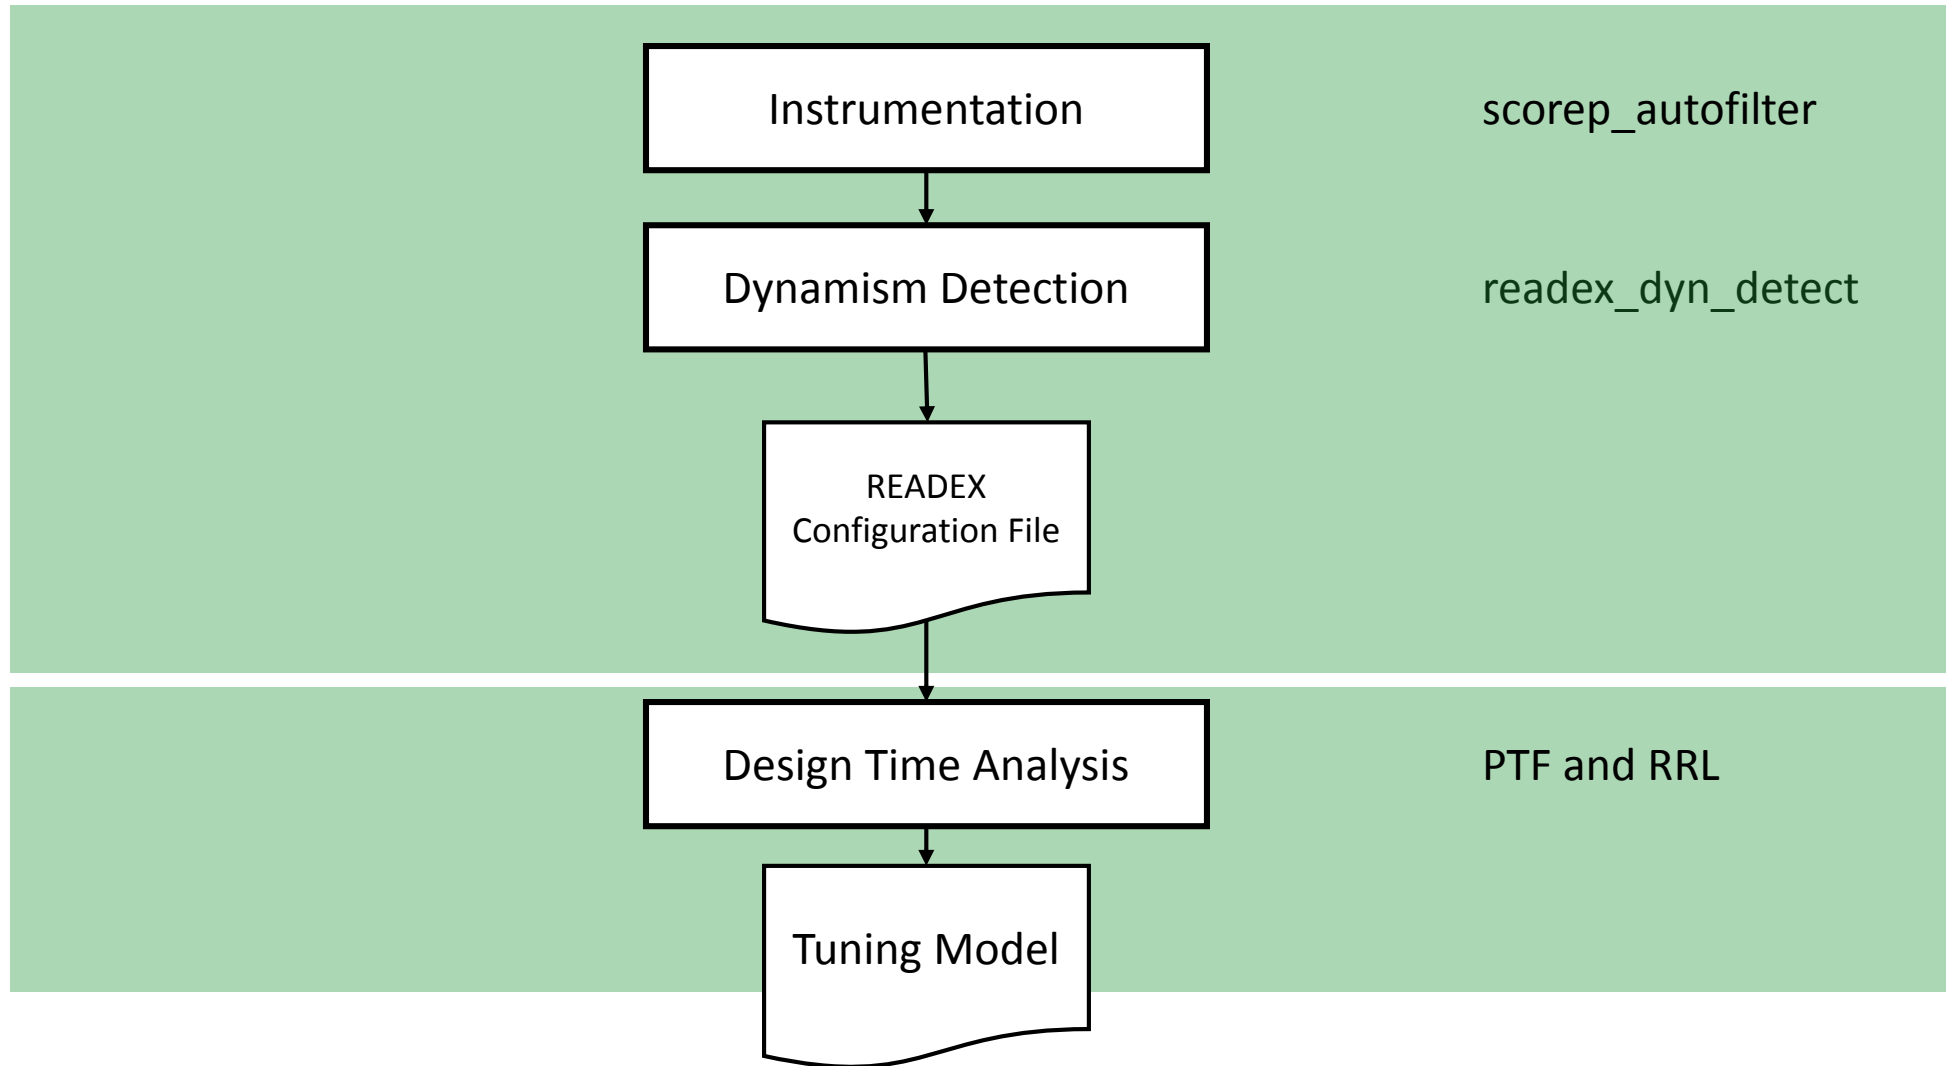 Instrumentation
scorep_autofilter
Dynamism Detection
readex_dyn_detect
READEX
Configuration File
Design Time Analysis
PTF and RRL
Tuning Model